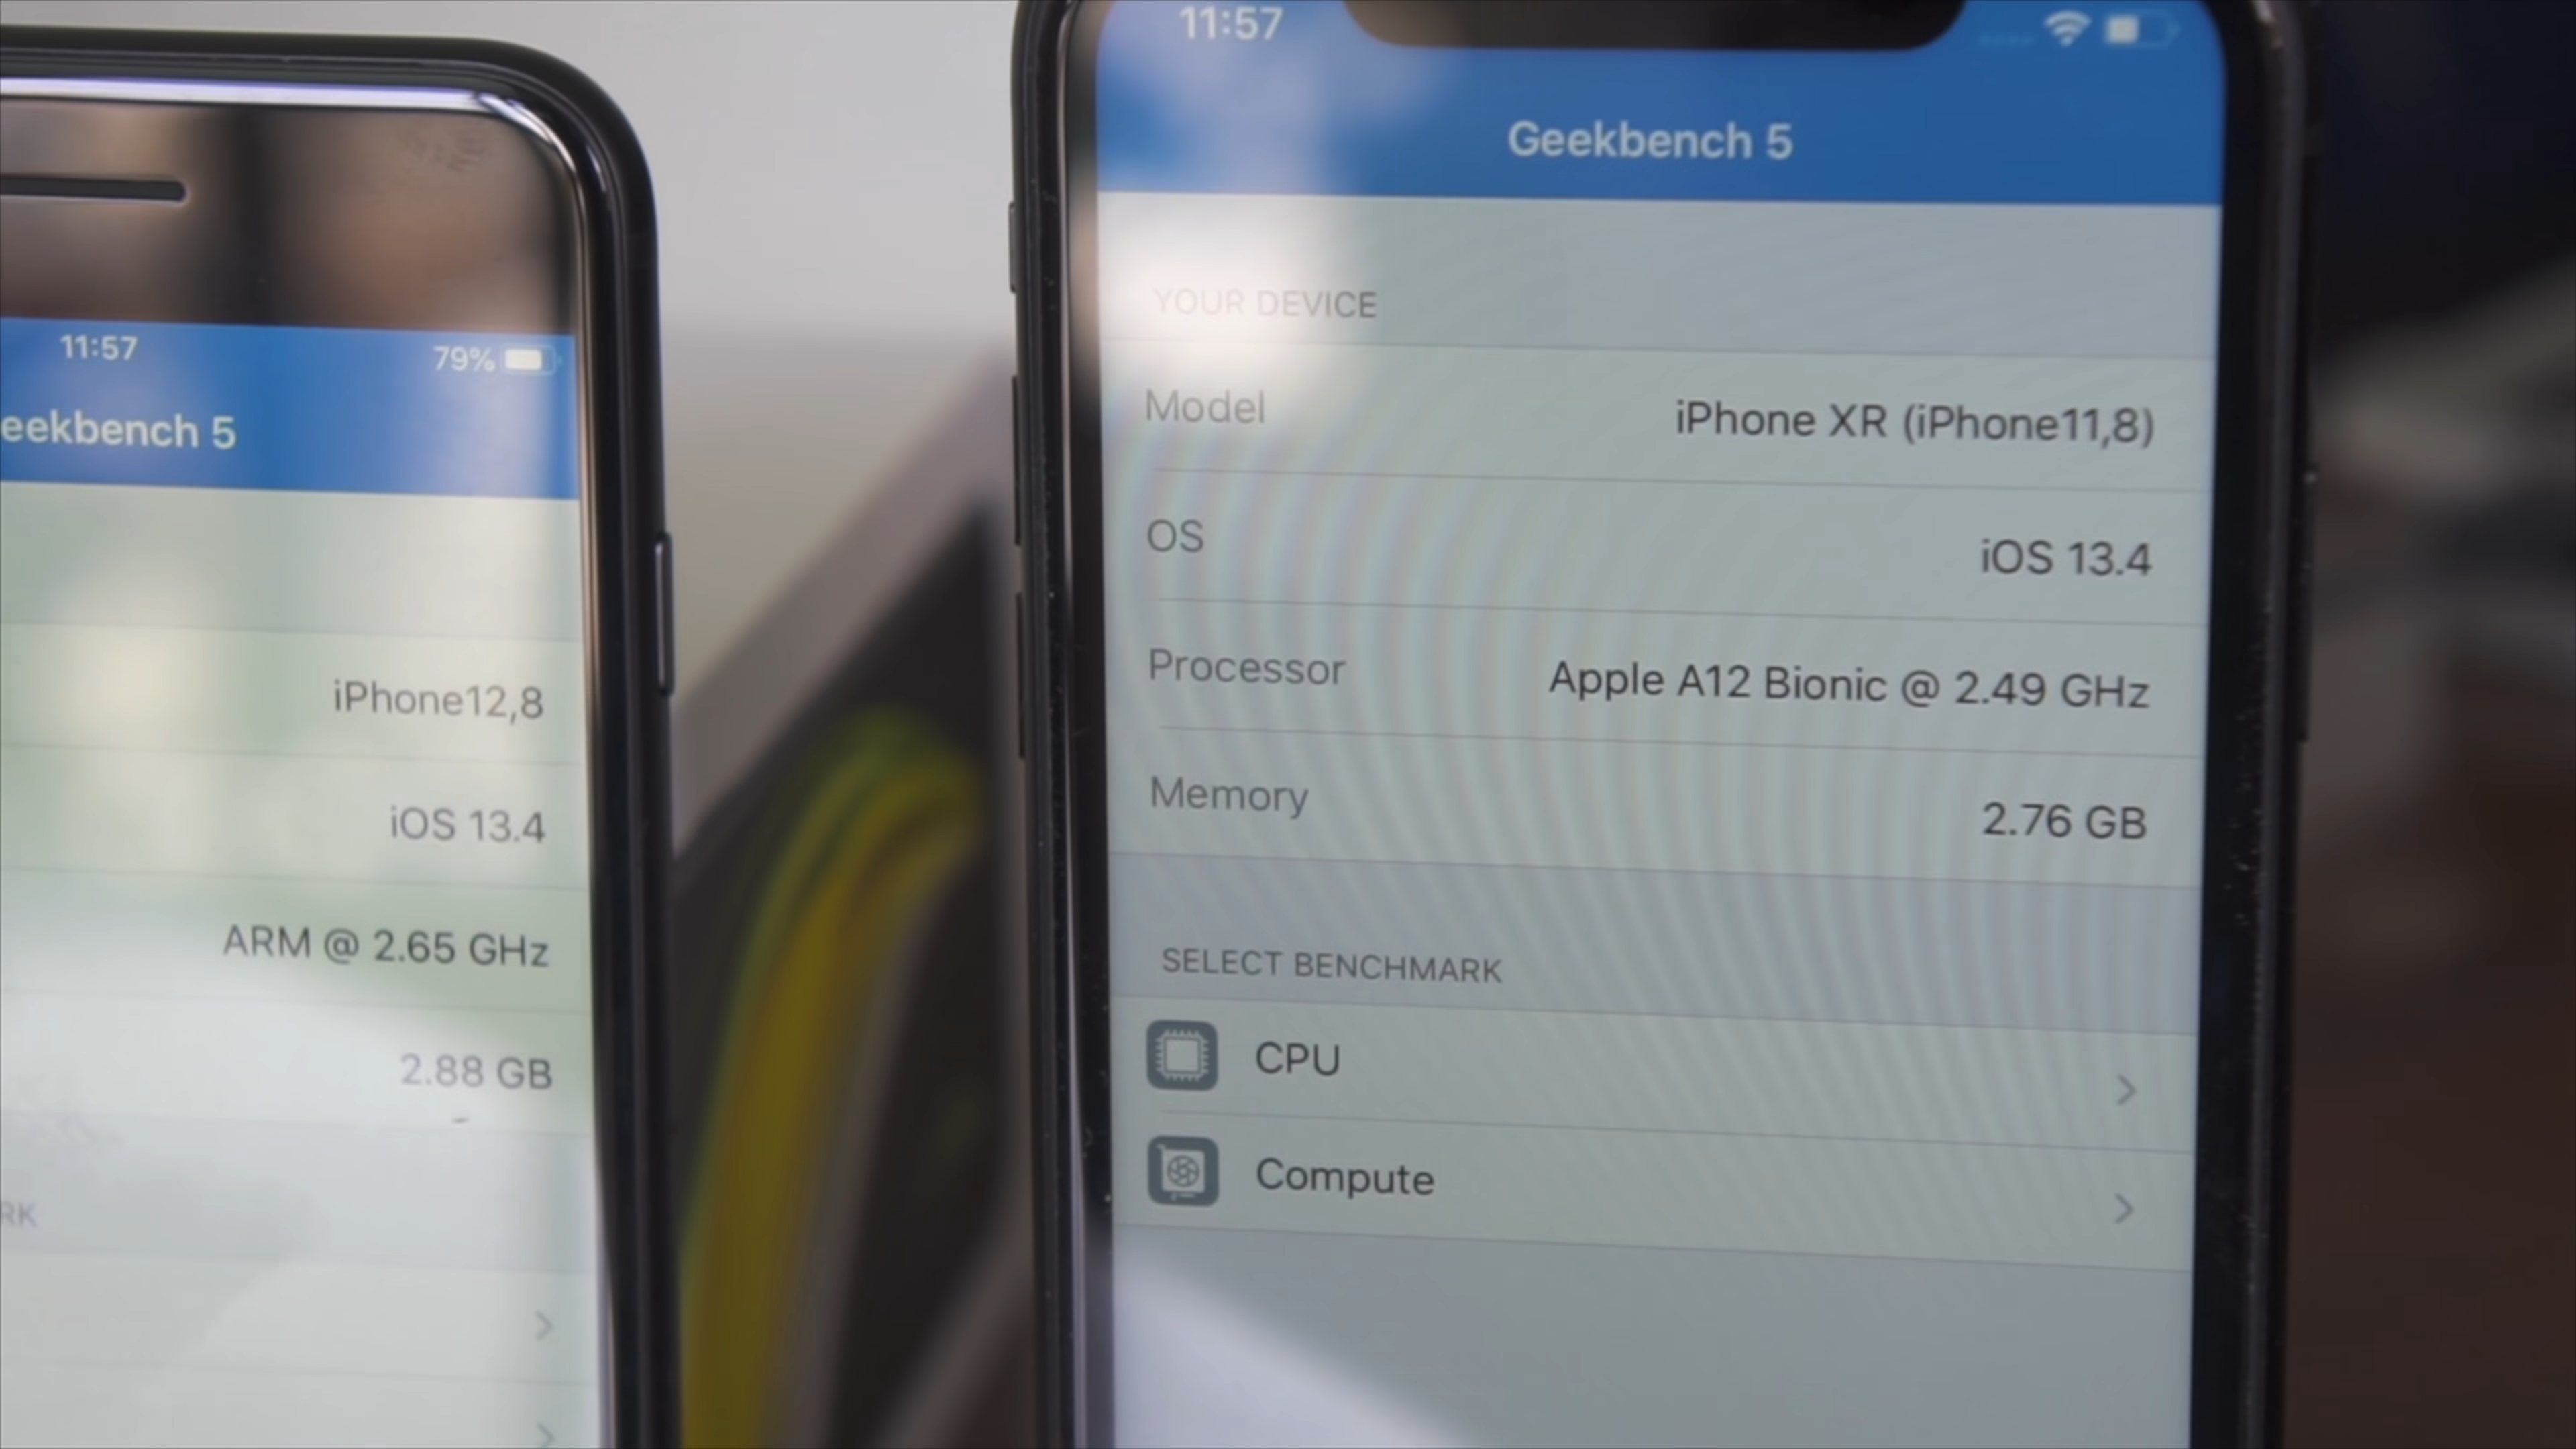 11:57
79%
eekbench 5
iPhone12,8
iOS 13.4
ARM @ 2.65 GHz
2.88 GB
RK
11:57
Geekbench 5
YOUR DEVICE
Model
iPhone XR (iPhone11,8)
OS
iOS 13.4
Processor
Apple A12 Bionic @ 2.49 GHz
Memory
2.76 GB
SELECT BENCHMARK
CPU
Compute